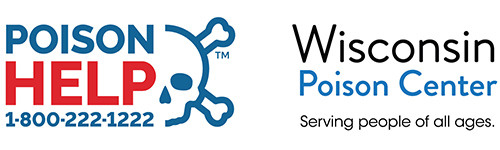 POISON
HELP
1-800-222-1222
TM
Wisconsin
Poison Center
Serving people of all ages.